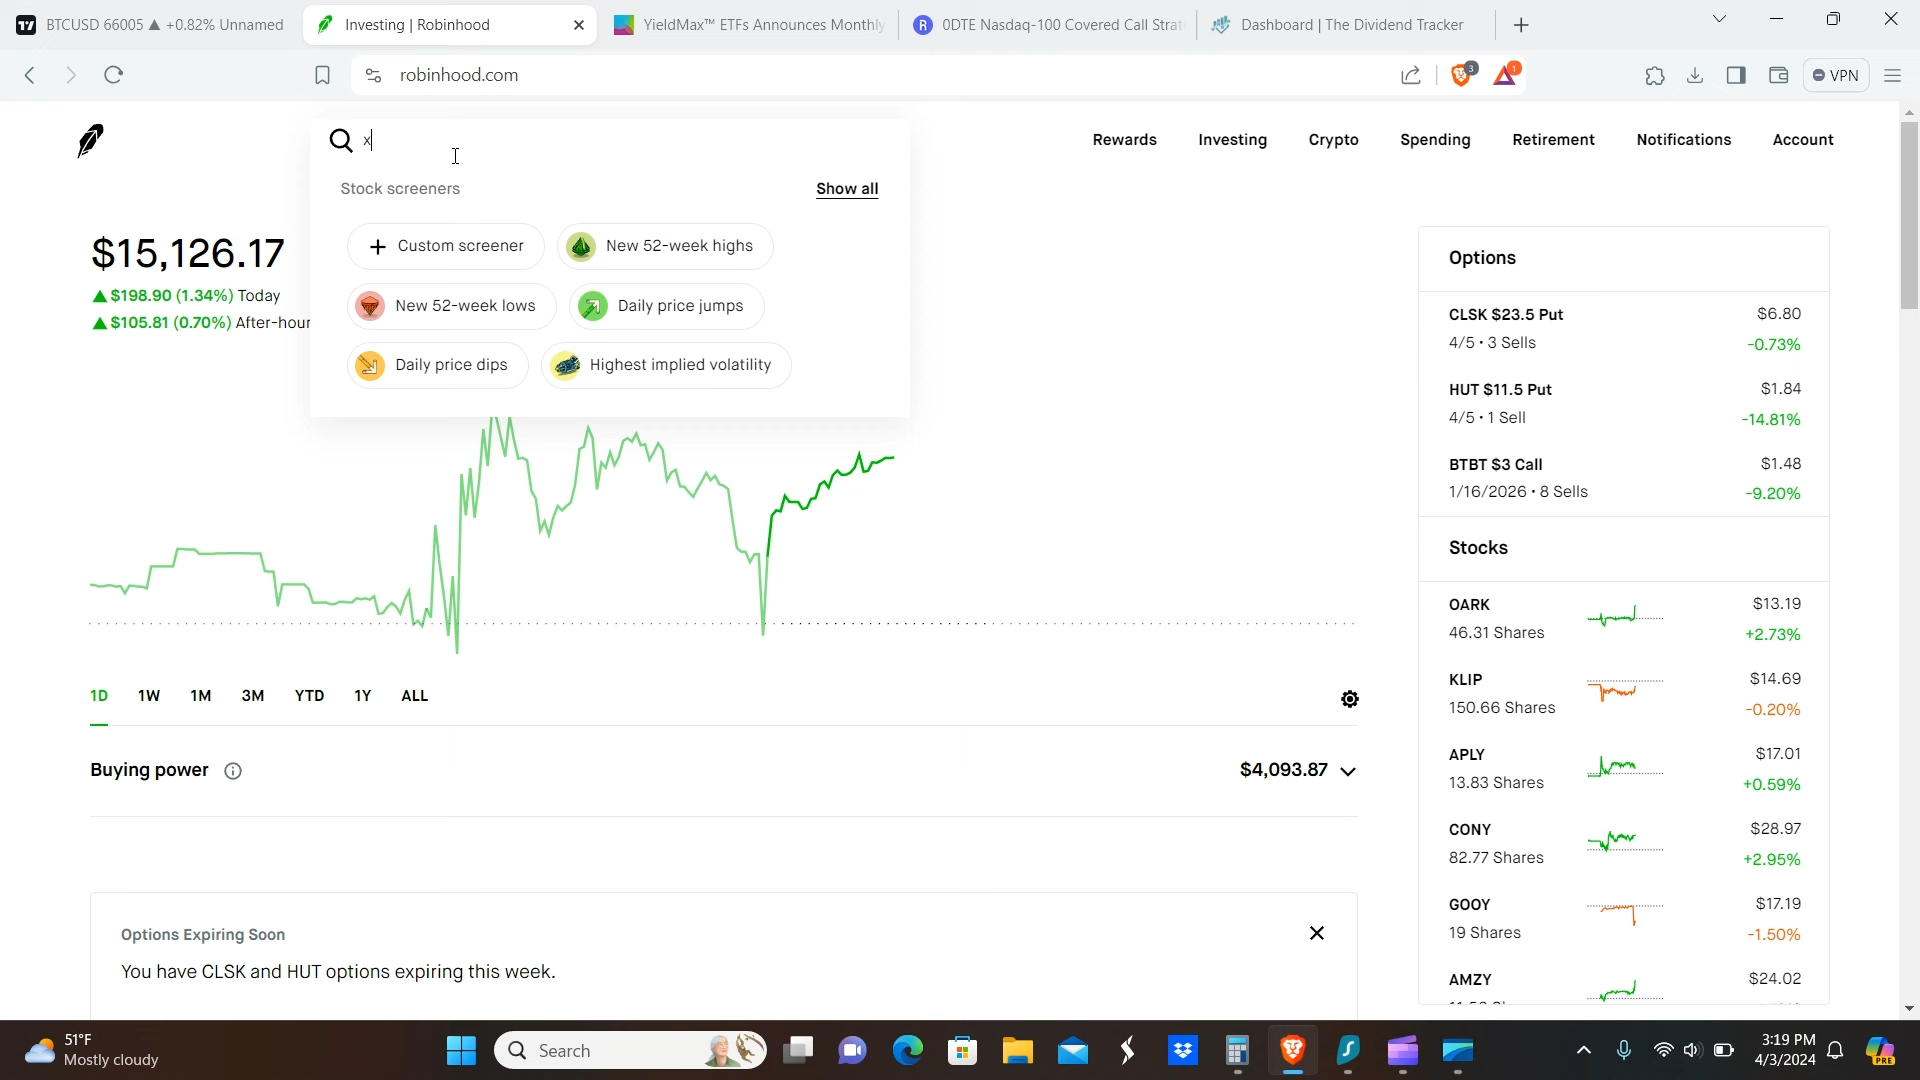 BTCUSD 66005 ▲ +0.82% Unnamed
Investing | Robinhood
YieldMax™ ETFs Announces Monthly
0DTE Nasdaq-100 Covered Call Strat
Dashboard | The Dividend Tracker
robinhood.com
3
1
VPN
x
Rewards
Investing
Crypto
Spending
Retirement
Notifications
Account
Stock screeners
Show all
+ Custom screener
New 52-week highs
New 52-week lows
Daily price jumps
Daily price dips
Highest implied volatility
$15,126.17
▲ $198.90 (1.34%) Today
▲ $105.81 (0.70%) After-hour
1D 1W 1M 3M YTD 1Y ALL
Buying power
$4,093.87
Options Expiring Soon
You have CLSK and HUT options expiring this week.
Options
CLSK $23.5 Put $6.80
4/5 • 3 Sells -0.73%
HUT $11.5 Put $1.84
4/5 • 1 Sell -14.81%
BTBT $3 Call $1.48
1/16/2026 • 8 Sells -9.20%
Stocks
OARK $13.19
46.31 Shares +2.73%
KLIP $14.69
150.66 Shares -0.20%
APLY $17.01
13.83 Shares +0.59%
CONY $28.97
82.77 Shares +2.95%
GOOY $17.19
19 Shares -1.50%
AMZY $24.02
51°F
Mostly cloudy
Search
3:19 PM
4/3/2024
PRE